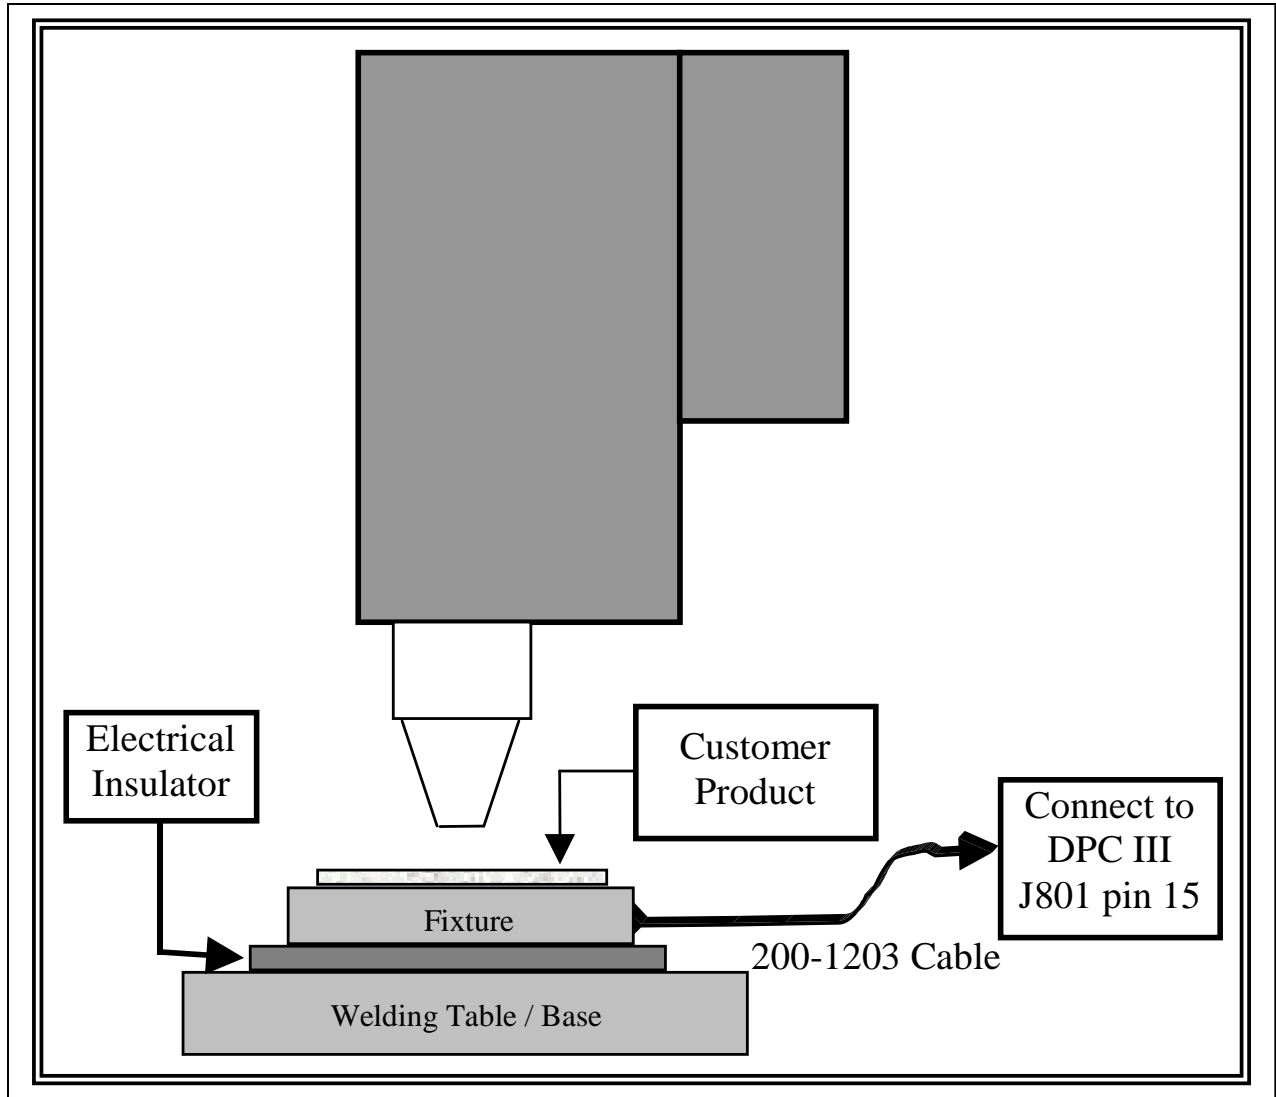 Electrical
Insulator
Customer
Product
Connect to
DPC III
J801 pin 15
Fixture
200-1203 Cable
Welding Table / Base